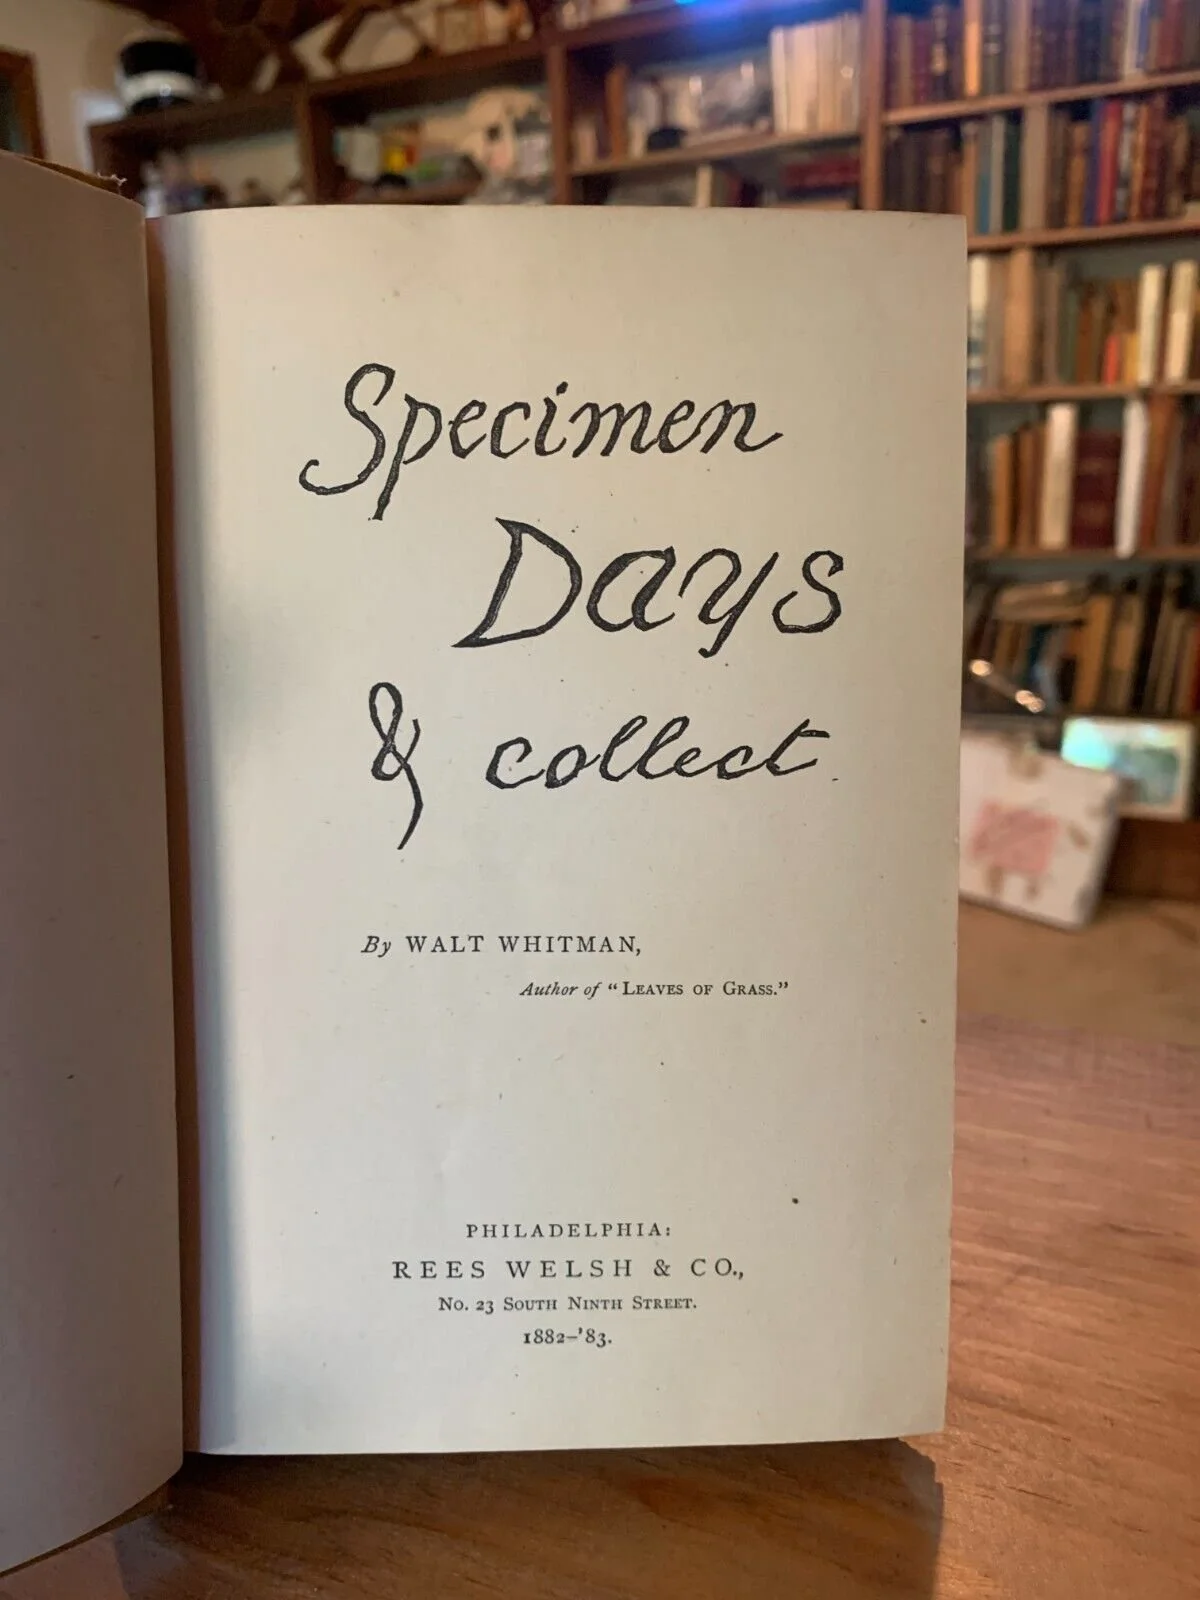 Specimen
Days
& collect
By WALT WHITMAN,
Author of “LEAVES OF GRASS.”
PHILADELPHIA:
REES WELSH & CO.,
No. 23 SOUTH NINTH STREET.
1882–’83.